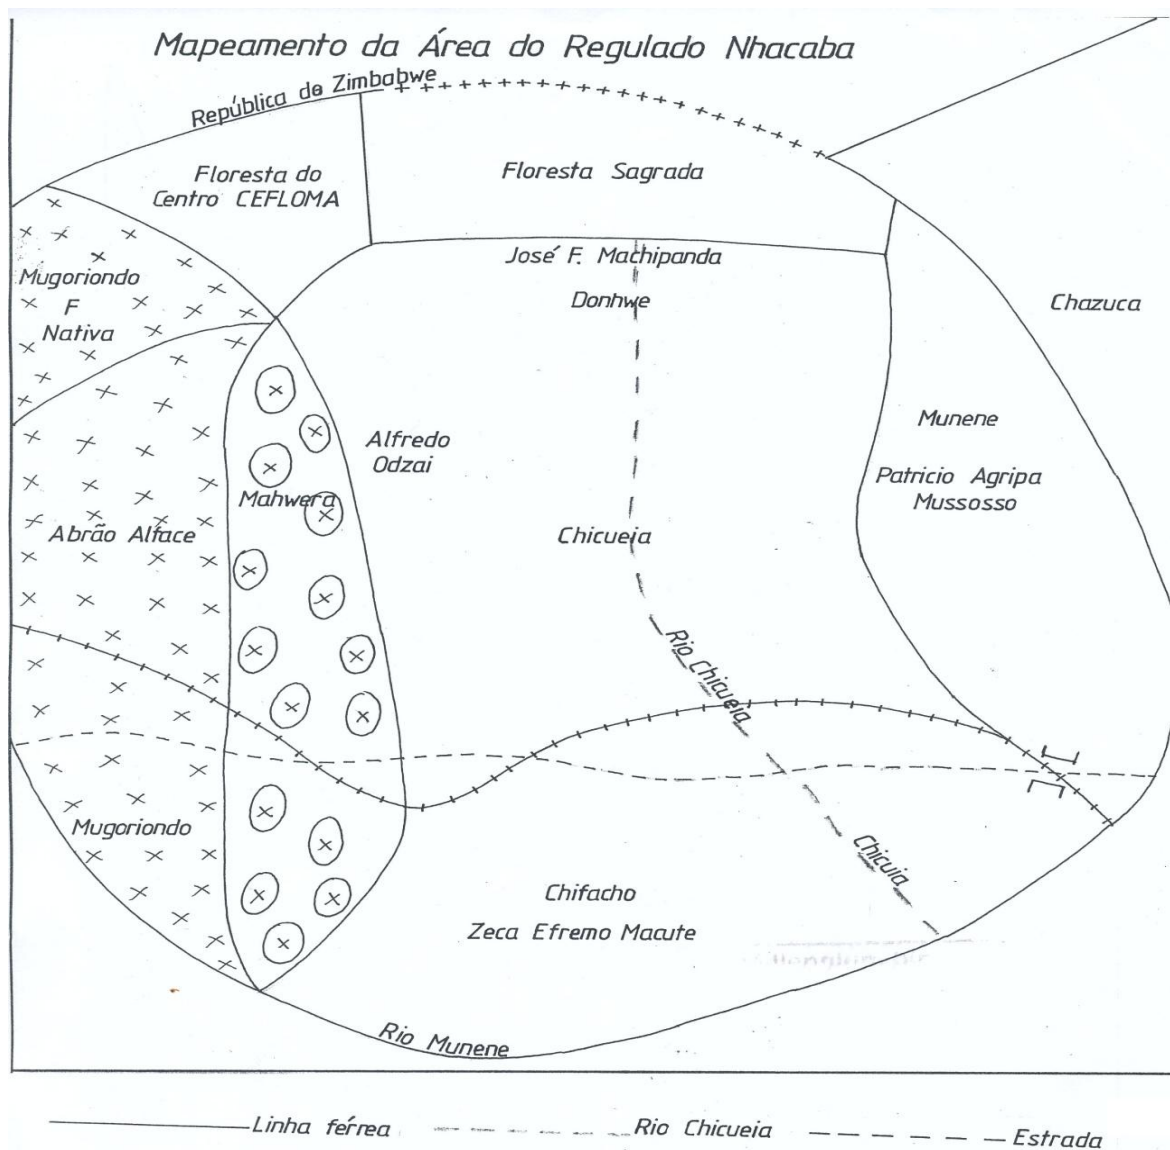 Mapeamento da Área do Regulado Nhacaba
República do Zimbabwe
Floresta do
Centro CEFLOMA
Floresta Sagrada
Mugoriondo
F
Nativa
José F. Machipanda
Donhwe
Chazuca
Alfredo
Odzai
Munene
Patricio Agripa
Mussosso
Mahwera
Abrão Alface
Chicueia
Rio Chicueia
Mugoriondo
Chicuia
Chifacho
Zeca Efremo Macute
Rio Munene
Linha férrea
Rio Chicueia
Estrada